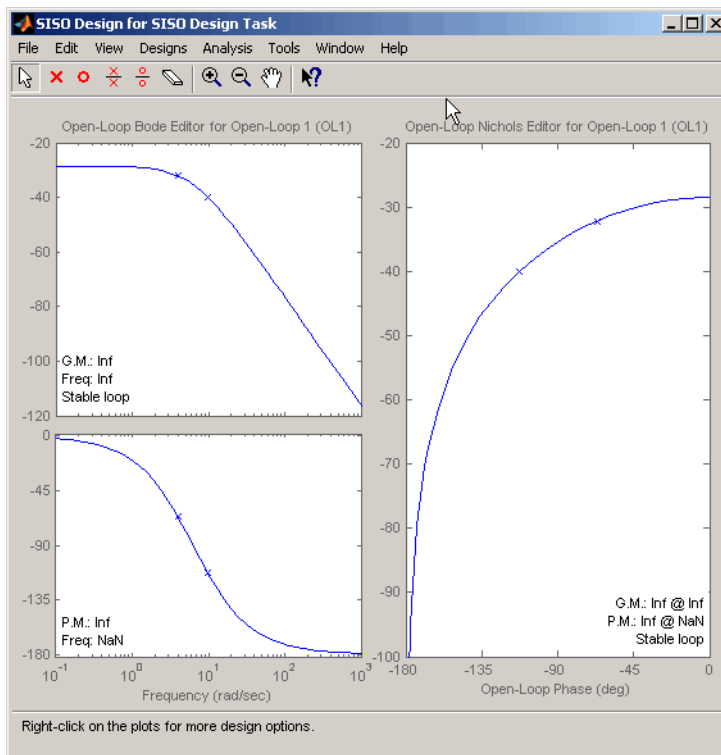 SISO Design for SISO Design Task
File Edit View Designs Analysis Tools Window Help
Open-Loop Bode Editor for Open-Loop 1 (OL1)
-20
-40
-60
-80
-100
-120
G.M.: Inf
Freq: Inf
Stable loop
0
-45
-90
-135
-180
P.M.: Inf
Freq: NaN
10^-1 10^0 10^1 10^2 10^3
Frequency (rad/sec)
Open-Loop Nichols Editor for Open-Loop 1 (OL1)
-20
-30
-40
-50
-60
-70
-80
-90
-100
G.M.: Inf @ Inf
P.M.: Inf @ NaN
Stable loop
-180 -135 -90 -45 0
Open-Loop Phase (deg)
Right-click on the plots for more design options.